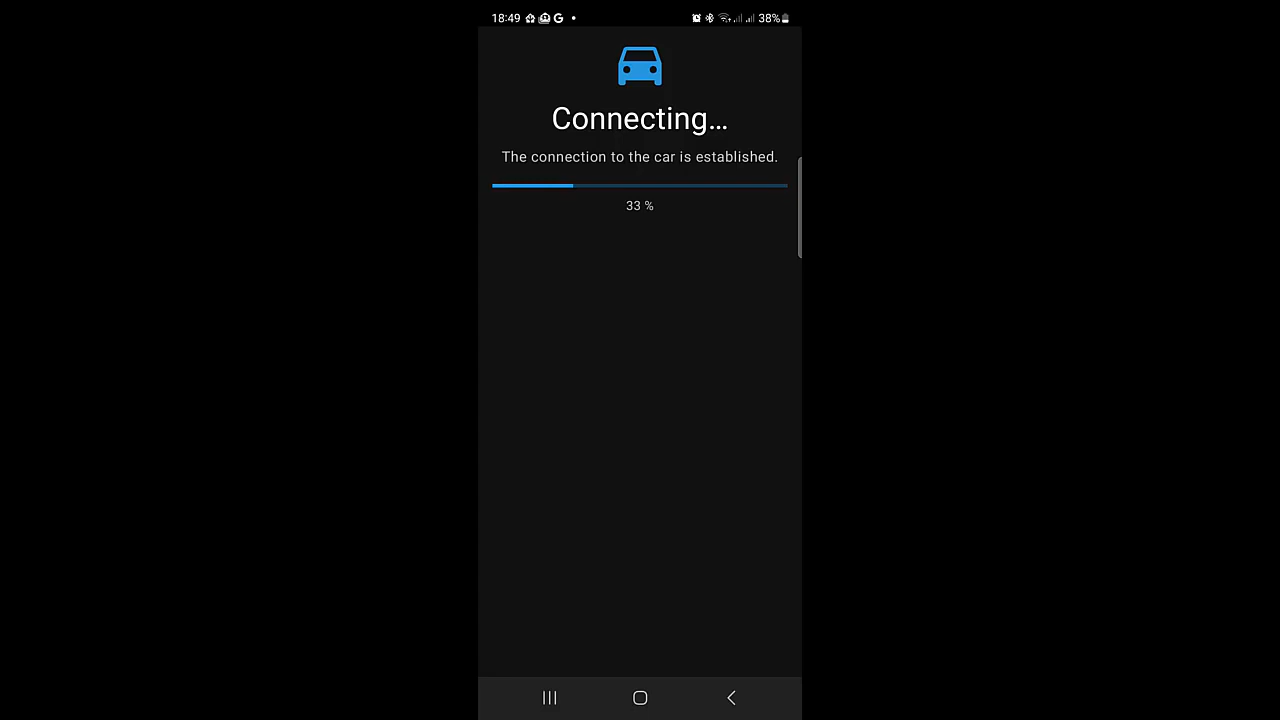 18:49 G 38%
Connecting…
The connection to the car is established.
33 %